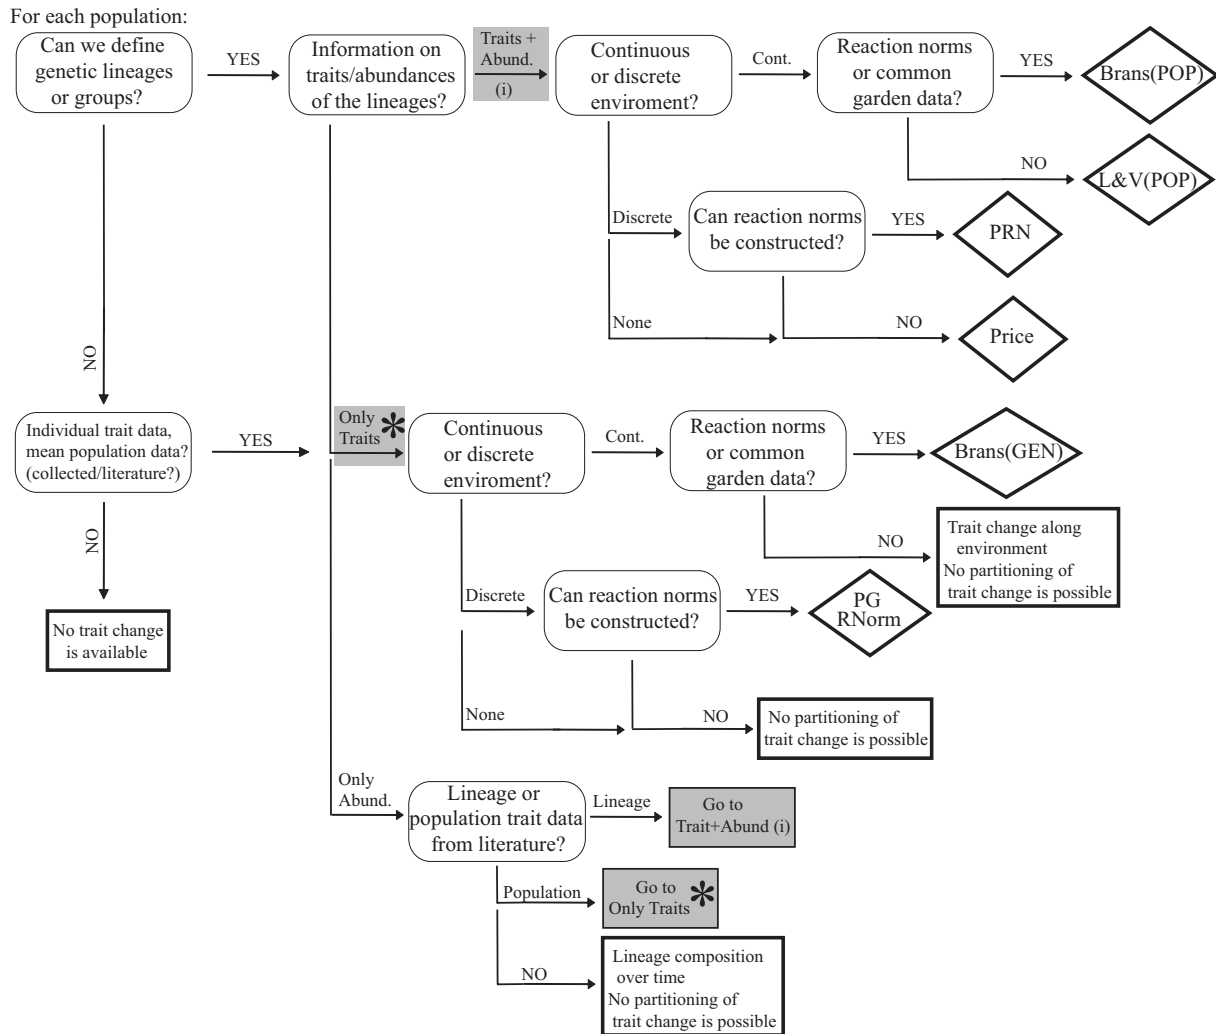 For each population:
Can we define
genetic lineages
or groups?
YES
Information on
traits/abundances
of the lineages?
Traits +
Abund.
(i)
Continuous
or discrete
enviroment?
Cont.
Reaction norms
or common
garden data?
YES
Brans(POP)
NO
L&V(POP)
Discrete
Can reaction norms
be constructed?
YES
PRN
None
NO
Price
NO
Individual trait data,
mean population data?
(collected/literature?)
YES
Only
Traits
*
Continuous
or discrete
enviroment?
Cont.
Reaction norms
or common
garden data?
YES
Brans(GEN)
NO
Trait change along
environment
No partitioning of
trait change is possible
NO
No trait change
is available
Discrete
Can reaction norms
be constructed?
YES
PG
RNorm
None
NO
No partitioning of
trait change is possible
Only
Abund.
Lineage or
population trait data
from literature?
Lineage
Go to
Trait+Abund (i)
Population
Go to
Only Traits *
NO
Lineage composition
over time
No partitioning of
trait change is possible